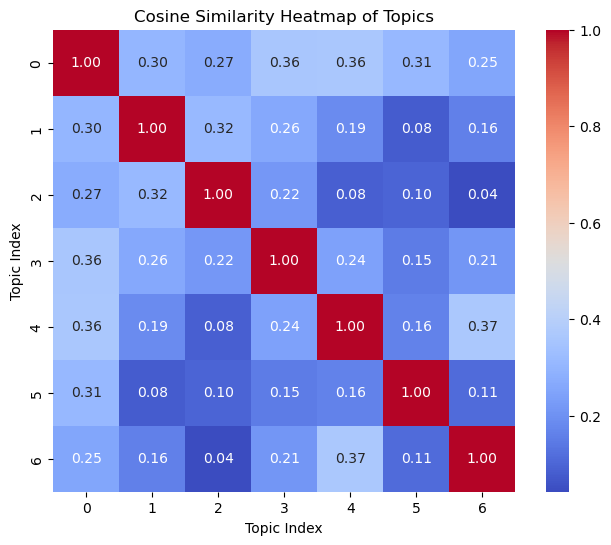 Cosine Similarity Heatmap of Topics
Topic Index
0 1.00 0.30 0.27 0.36 0.36 0.31 0.25
1 0.30 1.00 0.32 0.26 0.19 0.08 0.16
2 0.27 0.32 1.00 0.22 0.08 0.10 0.04
3 0.36 0.26 0.22 1.00 0.24 0.15 0.21
4 0.36 0.19 0.08 0.24 1.00 0.16 0.37
5 0.31 0.08 0.10 0.15 0.16 1.00 0.11
6 0.25 0.16 0.04 0.21 0.37 0.11 1.00
0 1 2 3 4 5 6
Topic Index
1.0
0.8
0.6
0.4
0.2